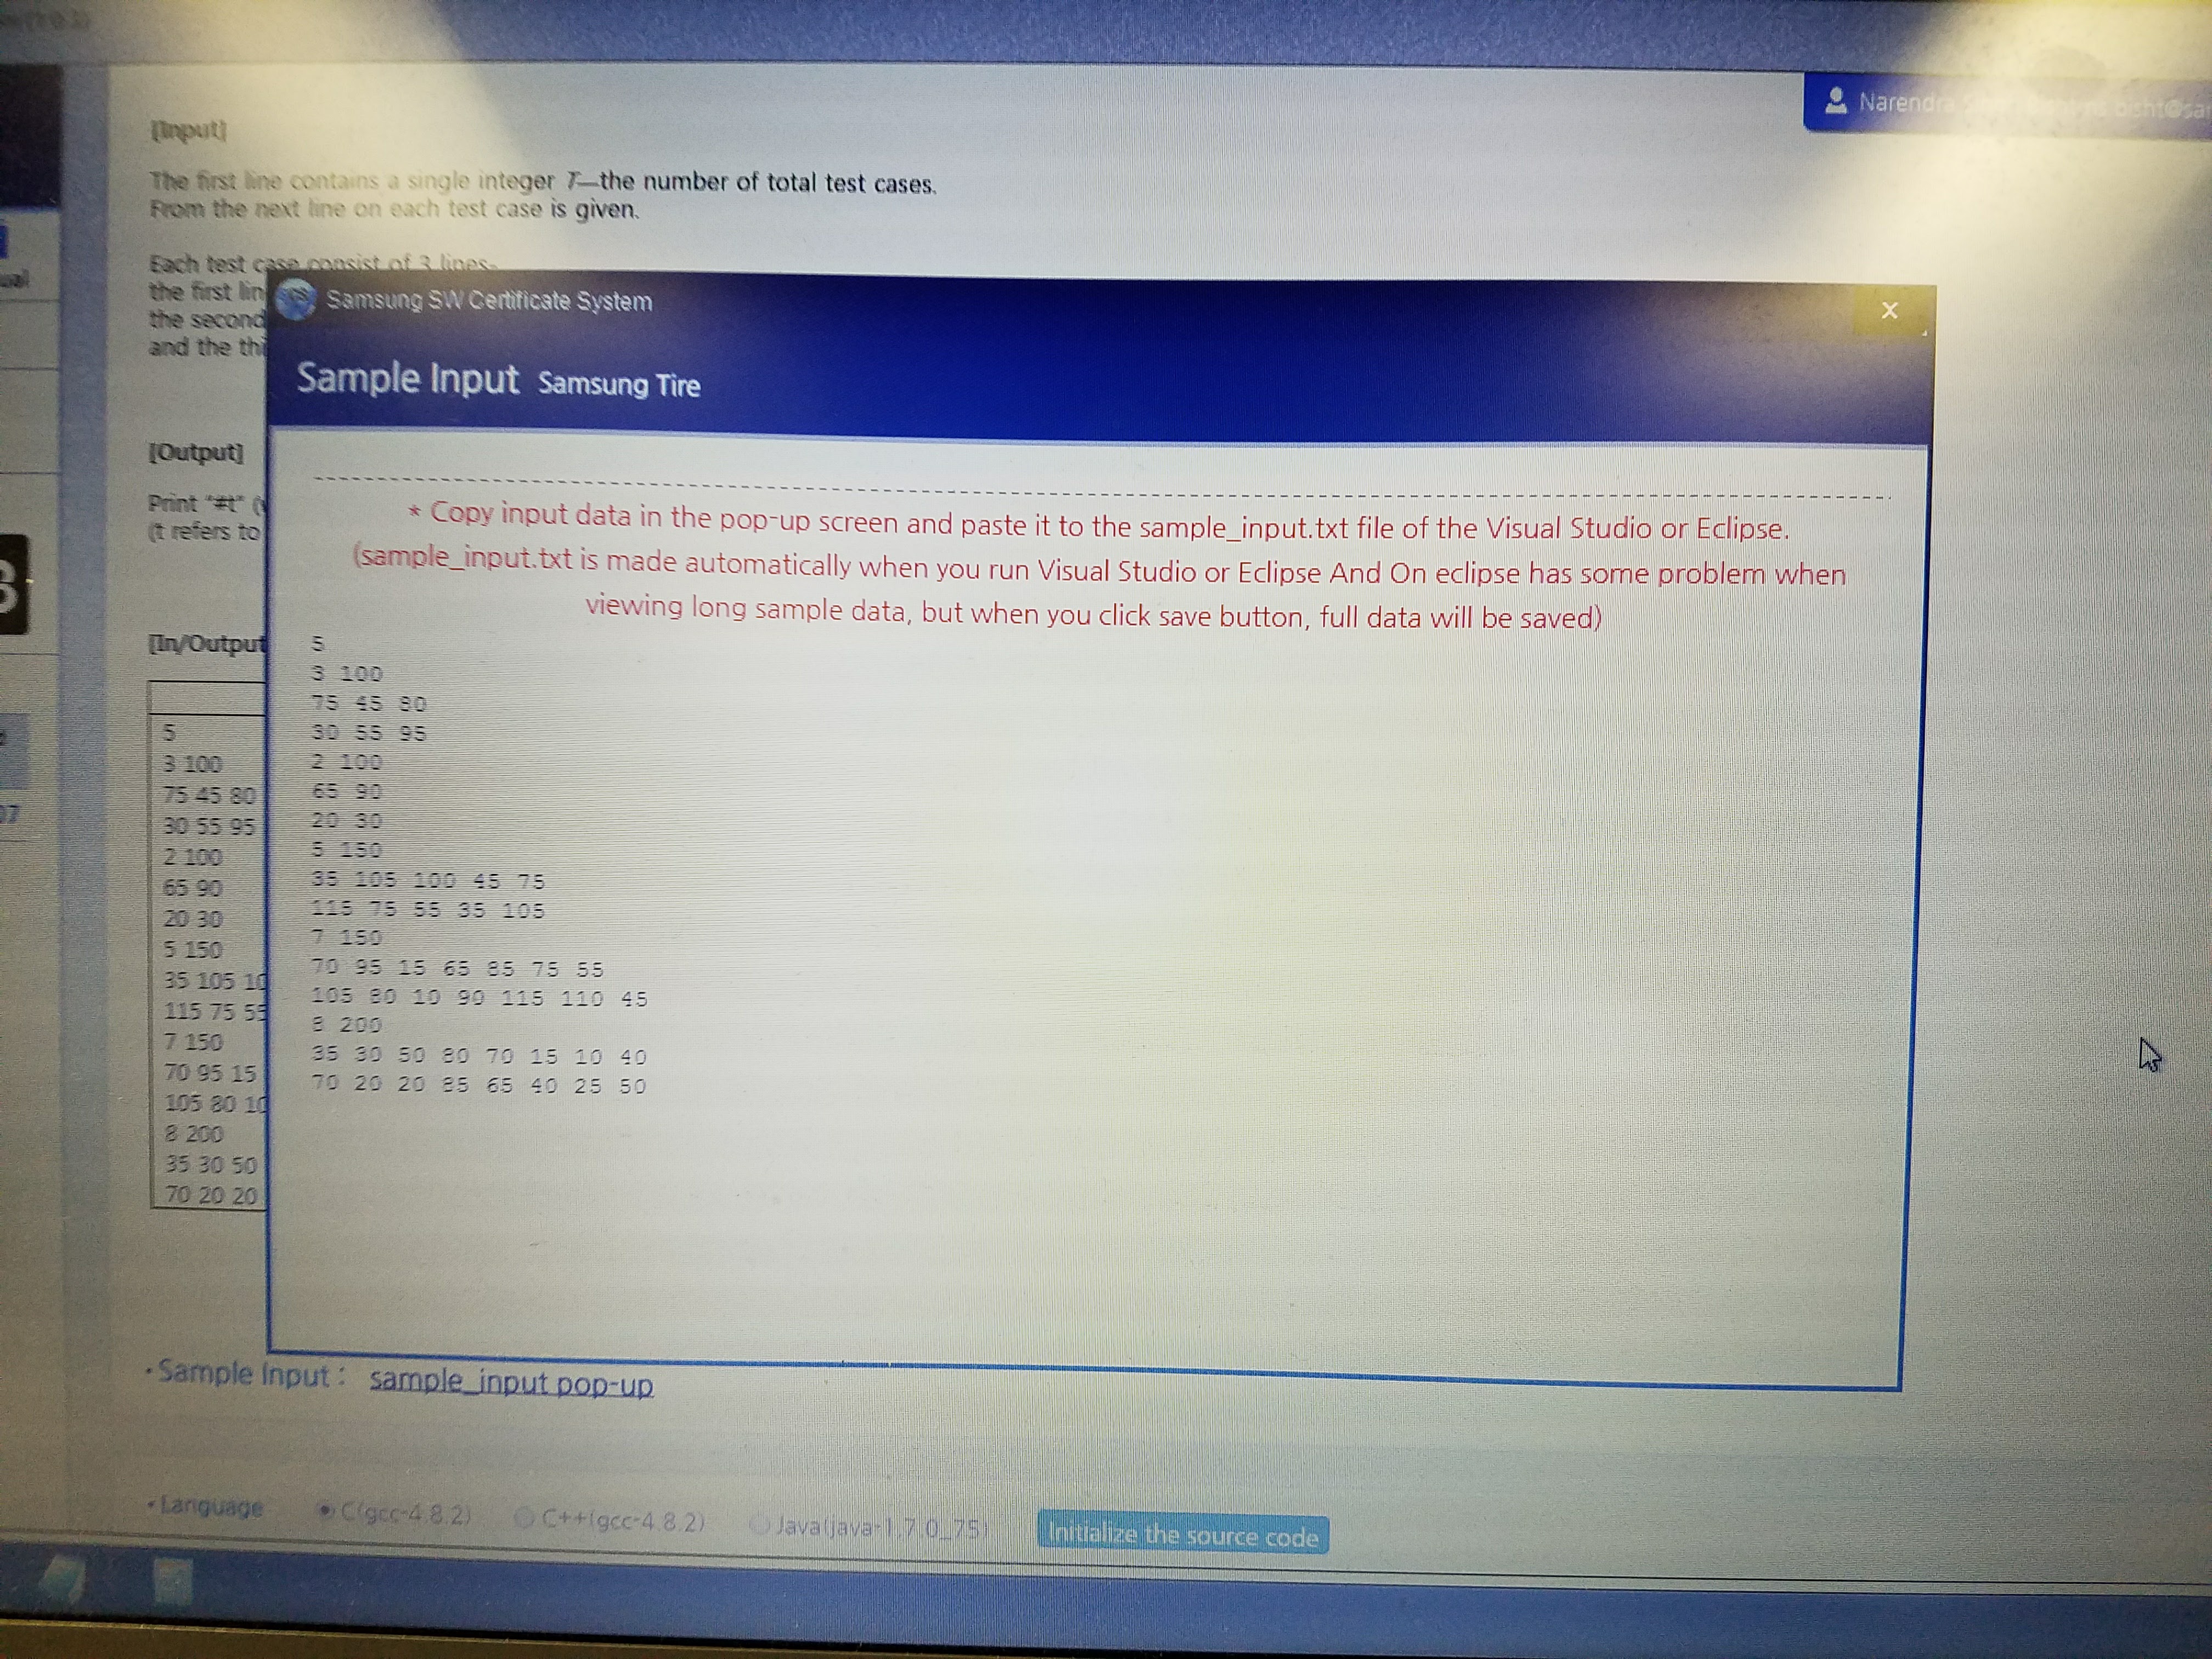 Narend
[Input]
The first line contains a single integer T—the number of total test cases.
From the next line on each test case is given.
Each test case consist of 3 lines-
the first lin
the second
and the thi
Samsung SW Certificate System
×
Sample Input Samsung Tire
[Output]
Print "#t" (
(t refers to
* Copy input data in the pop-up screen and paste it to the sample_input.txt file of the Visual Studio or Eclipse.
(sample_input.txt is made automatically when you run Visual Studio or Eclipse And On eclipse has some problem when
viewing long sample data, but when you click save button, full data will be saved)
5
3 100
75 45 80
30 55 95
2 100
65 90
20 30
5 150
35 105 100 45 75
115 75 55 35 105
7 150
70 95 15 65 85 75 55
105 80 10 90 115 110 45
8 200
35 30 50 80 70 15 10 40
70 20 20 85 65 40 25 50
[In/Output
5
3 100
75 45 80
30 55 95
2 100
65 90
20 30
5 150
35 105 10
115 75 55
7 150
70 95 15
105 80 10
8 200
35 30 50
70 20 20
07
• Sample Input : sample_input pop-up
• Language C(gcc-4.8.2) C++(gcc-4.8.2) Java(java-1.7.0_75) Initialize the source code